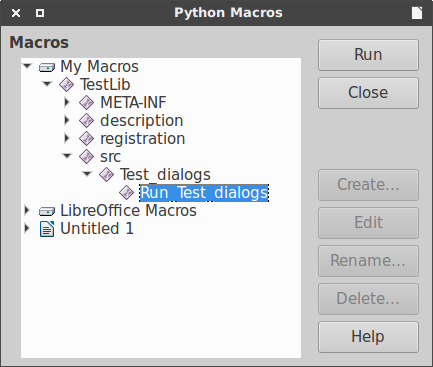 Python Macros
Macros
My Macros
TestLib
META-INF
description
registration
src
Test_dialogs
Run_Test_dialogs
LibreOffice Macros
Untitled 1
Run
Close
Create...
Edit
Rename...
Delete...
Help